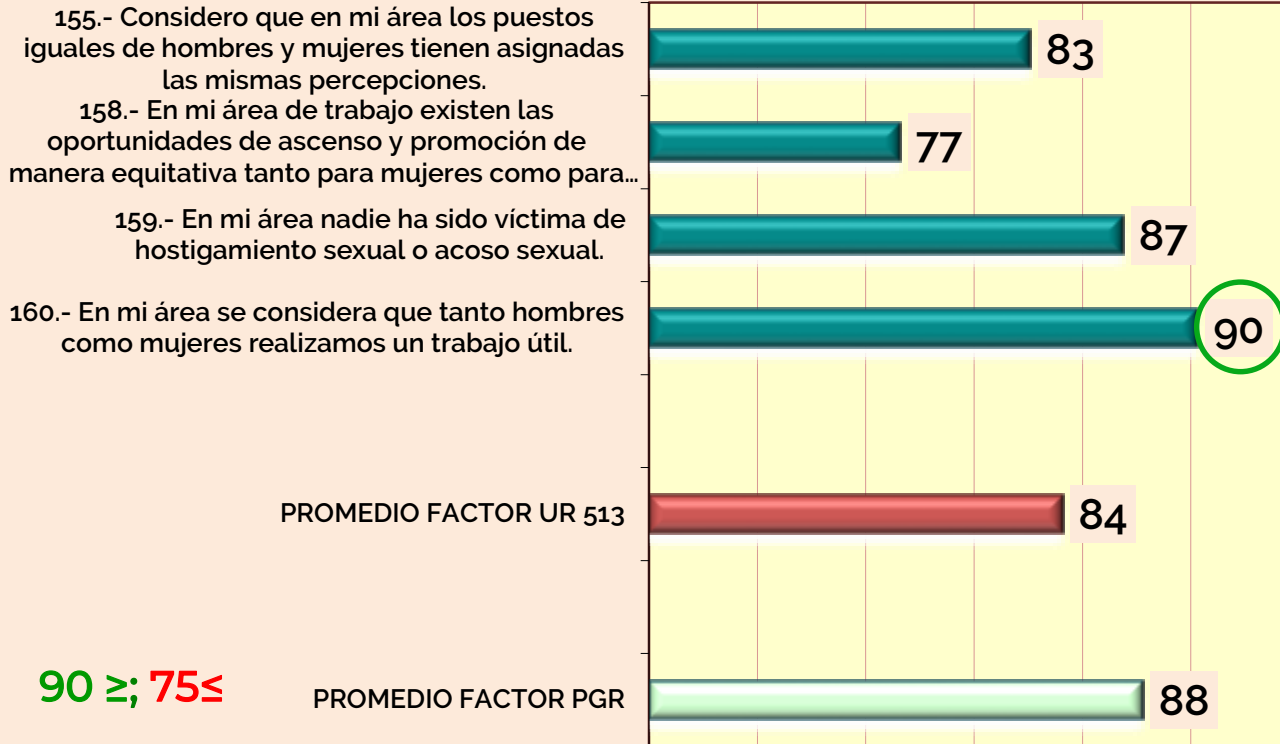 155.- Considero que en mi área los puestos
iguales de hombres y mujeres tienen asignadas
las mismas percepciones.
83
158.- En mi área de trabajo existen las
oportunidades de ascenso y promoción de
manera equitativa tanto para mujeres como para…
77
159.- En mi área nadie ha sido víctima de
hostigamiento sexual o acoso sexual.
87
160.- En mi área se considera que tanto hombres
como mujeres realizamos un trabajo útil.
90
PROMEDIO FACTOR UR 513
84
90 ≥; 75≤
PROMEDIO FACTOR PGR
88